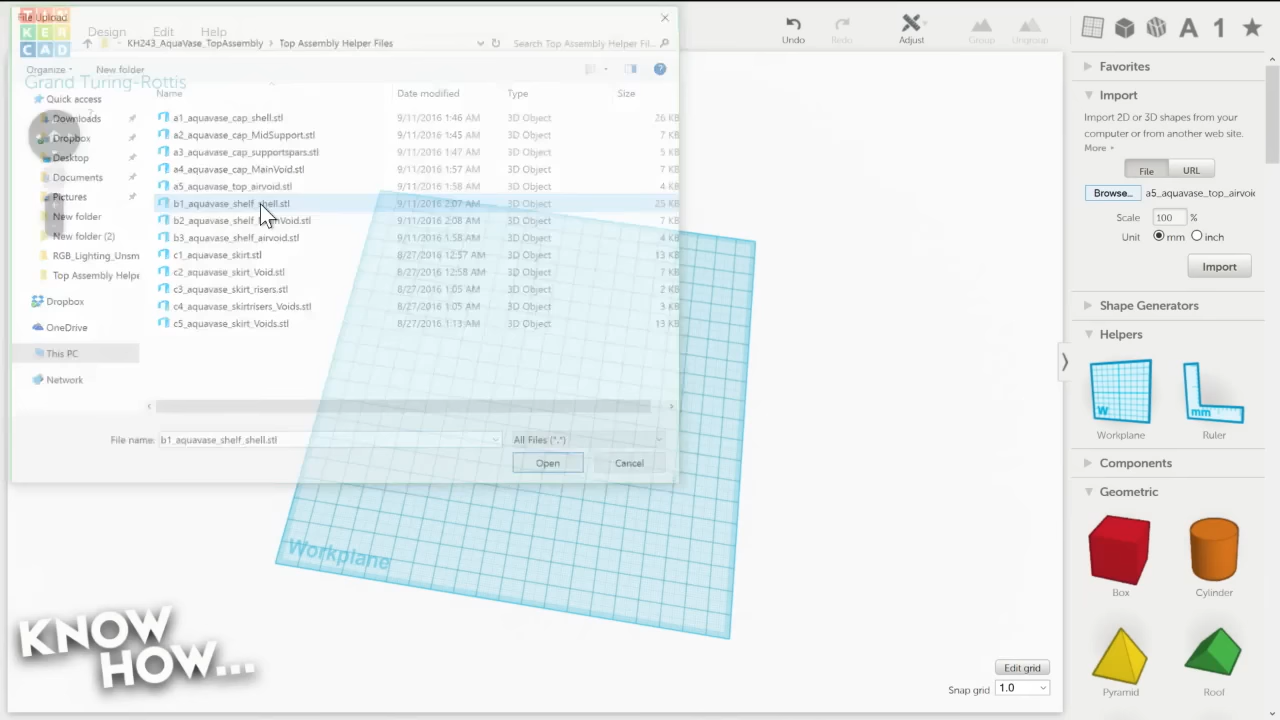 File Upload
TIN
KER
CAD
Design Edit Help
KH243_AquaVase_TopAssembly > Top Assembly Helper Files
Search Top Assembly Helper Fil...
Organize
New folder
Grand Turing-Rottis
Quick access
Downloads
Dropbox
Desktop
Documents
Pictures
New folder
New folder (2)
RGB_Lighting_Unsm
Top Assembly Helpe
Dropbox
OneDrive
This PC
Network
Name Date modified Type Size
a1_aquavase_cap_shell.stl 9/11/2016 1:46 AM 3D Object 26 KB
a2_aquavase_cap_MidSupport.stl 9/11/2016 1:45 AM 3D Object 7 KB
a3_aquavase_cap_supportspars.stl 9/11/2016 1:47 AM 3D Object 5 KB
a4_aquavase_cap_MainVoid.stl 9/11/2016 1:57 AM 3D Object 7 KB
a5_aquavase_top_airvoid.stl 9/11/2016 1:58 AM 3D Object 4 KB
b1_aquavase_shelf_shell.stl 9/11/2016 2:07 AM 3D Object 25 KB
b2_aquavase_shelf_ Void.stl 9/11/2016 2:08 AM 3D Object 7 KB
b3_aquavase_shelf_airvoid.stl 9/11/2016 1:58 AM 3D Object 4 KB
c1_aquavase_skirt.stl 8/27/2016 12:57 AM 3D Object 13 KB
c2_aquavase_skirt_Void.stl 8/27/2016 12:58 AM 3D Object 7 KB
c3_aquavase_skirt_risers.stl 8/27/2016 1:05 AM 3D Object 2 KB
c4_aquavase_skirtrisers_Voids.stl 8/27/2016 1:05 AM 3D Object 3 KB
c5_aquavase_skirt_Voids.stl 8/27/2016 1:13 AM 3D Object 13 KB
File name: b1_aquavase_shelf_shell.stl All Files (*.*)
Open Cancel
Workplane
KNOW
HOW...
Undo Redo Adjust Group Ungroup
Favorites
Import
Import 2D or 3D shapes from your
computer or from another web site.
More
File URL
Browse... a5_aquavase_top_airvoid
Scale 100 %
Unit mm inch
Import
Shape Generators
Helpers
W
mm
Workplane Ruler
Components
Geometric
Box Cylinder
Pyramid Roof
Edit grid
Snap grid 1.0